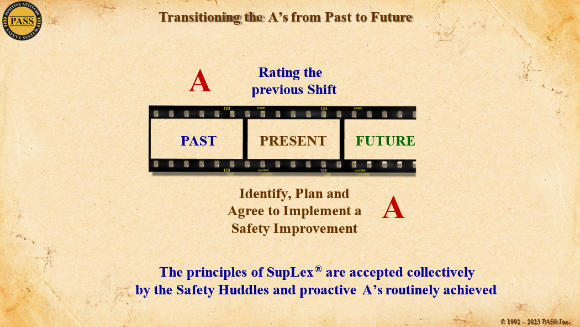 PASS
Transitioning the A's from Past to Future
A
Rating the
previous Shift
PAST PRESENT FUTURE
Identify, Plan and
Agree to Implement a
Safety Improvement
A
The principles of SupLex® are accepted collectively
by the Safety Huddles and proactive A's routinely achieved
© 1992 – 2023 PASS Inc.